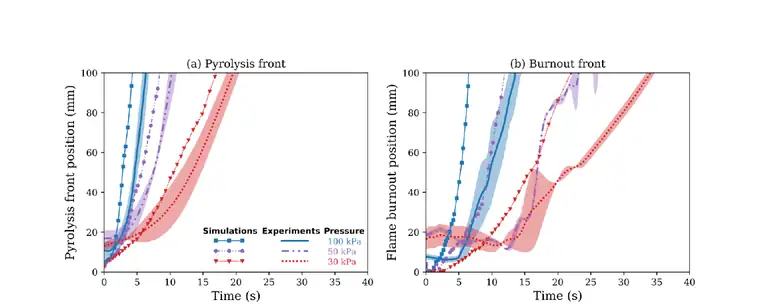 (a) Pyrolysis front
(b) Burnout front
Pyrolysis front position (mm)
100
80
60
40
20
0
Simulations Experiments Pressure
100 kPa
50 kPa
30 kPa
0 5 10 15 20 25 30 35 40
Time (s)
Flame burnout position (mm)
100
80
60
40
20
0
0 5 10 15 20 25 30 35 40
Time (s)